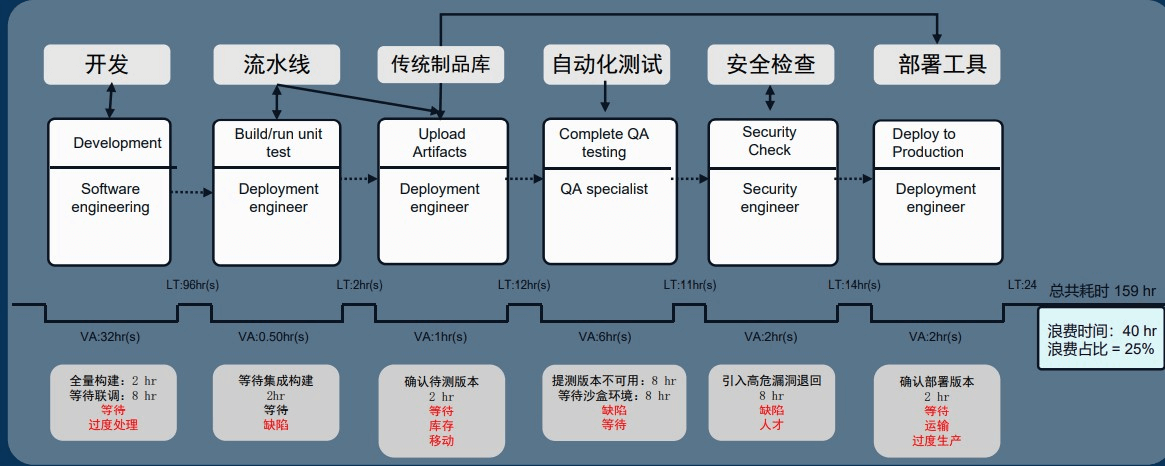 开发
流水线
传统制品库
自动化测试
安全检查
部署工具
Development
Software
engineering
Build/run unit
test
Deployment
engineer
Upload
Artifacts
Deployment
engineer
Complete QA
testing
QA specialist
Security
Check
Security
engineer
Deploy to
Production
Deployment
engineer
LT:96hr(s)
LT:2hr(s)
LT:12hr(s)
LT:11hr(s)
LT:14hr(s)
LT:24
总共耗时 159 hr
VA:32hr(s)
VA:0.50hr(s)
VA:1hr(s)
VA:6hr(s)
VA:2hr(s)
VA:2hr(s)
浪费时间：40 hr
浪费占比 = 25%
全量构建：2 hr
等待联调：8 hr
等待
过度处理
等待集成构建
2hr
等待
缺陷
确认待测版本
2 hr
等待
库存
移动
提测版本不可用：8 hr
等待沙盒环境：8 hr
缺陷
等待
引入高危漏洞退回
8 hr
缺陷
人才
确认部署版本
2 hr
等待
运输
过度生产